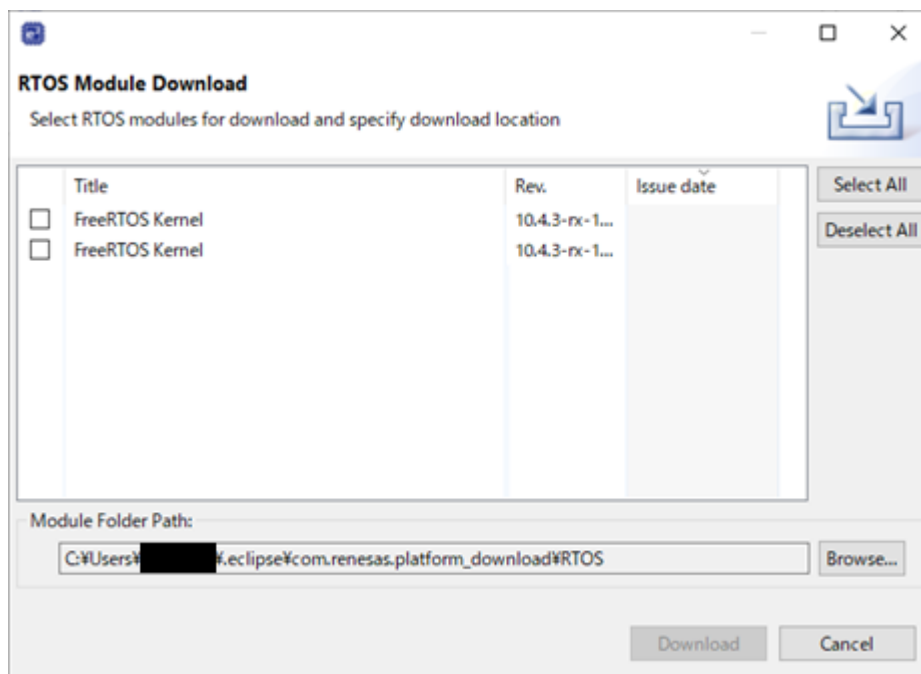 RTOS Module Download
Select RTOS modules for download and specify download location
Title Rev. Issue date
FreeRTOS Kernel 10.4.3-rx-1...
FreeRTOS Kernel 10.4.3-rx-1...
Select All
Deselect All
Module Folder Path:
C:¥Users¥ ¥.eclipse¥com.renesas.platform_download¥RTOS
Browse...
Download
Cancel